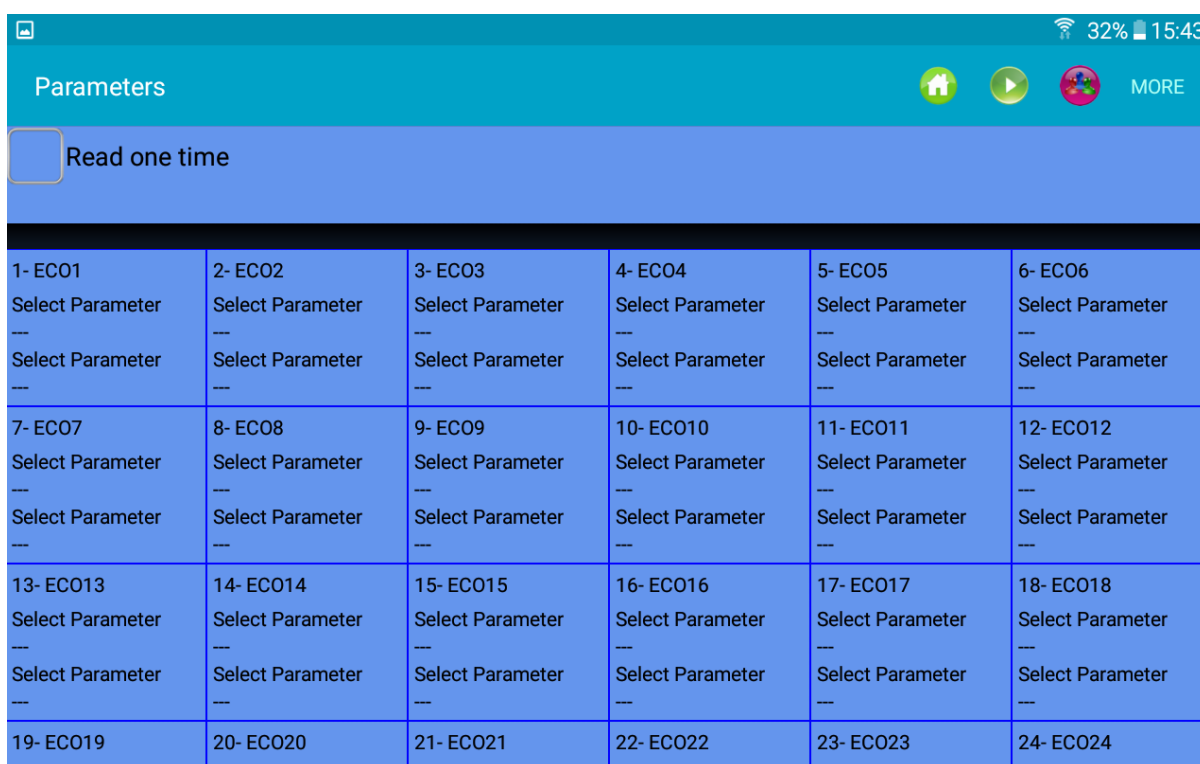 32% 15:43
Parameters MORE
Read one time
1- ECO1 2- ECO2 3- ECO3 4- ECO4 5- ECO5 6- ECO6
Select Parameter Select Parameter Select Parameter Select Parameter Select Parameter Select Parameter
--- --- --- --- --- ---
Select Parameter Select Parameter Select Parameter Select Parameter Select Parameter Select Parameter
--- --- --- --- --- ---
7- ECO7 8- ECO8 9- ECO9 10- ECO10 11- ECO11 12- ECO12
Select Parameter Select Parameter Select Parameter Select Parameter Select Parameter Select Parameter
--- --- --- --- --- ---
Select Parameter Select Parameter Select Parameter Select Parameter Select Parameter Select Parameter
--- --- --- --- --- ---
13- ECO13 14- ECO14 15- ECO15 16- ECO16 17- ECO17 18- ECO18
Select Parameter Select Parameter Select Parameter Select Parameter Select Parameter Select Parameter
--- --- --- --- --- ---
Select Parameter Select Parameter Select Parameter Select Parameter Select Parameter Select Parameter
--- --- --- --- --- ---
19- ECO19 20- ECO20 21- ECO21 22- ECO22 23- ECO23 24- ECO24